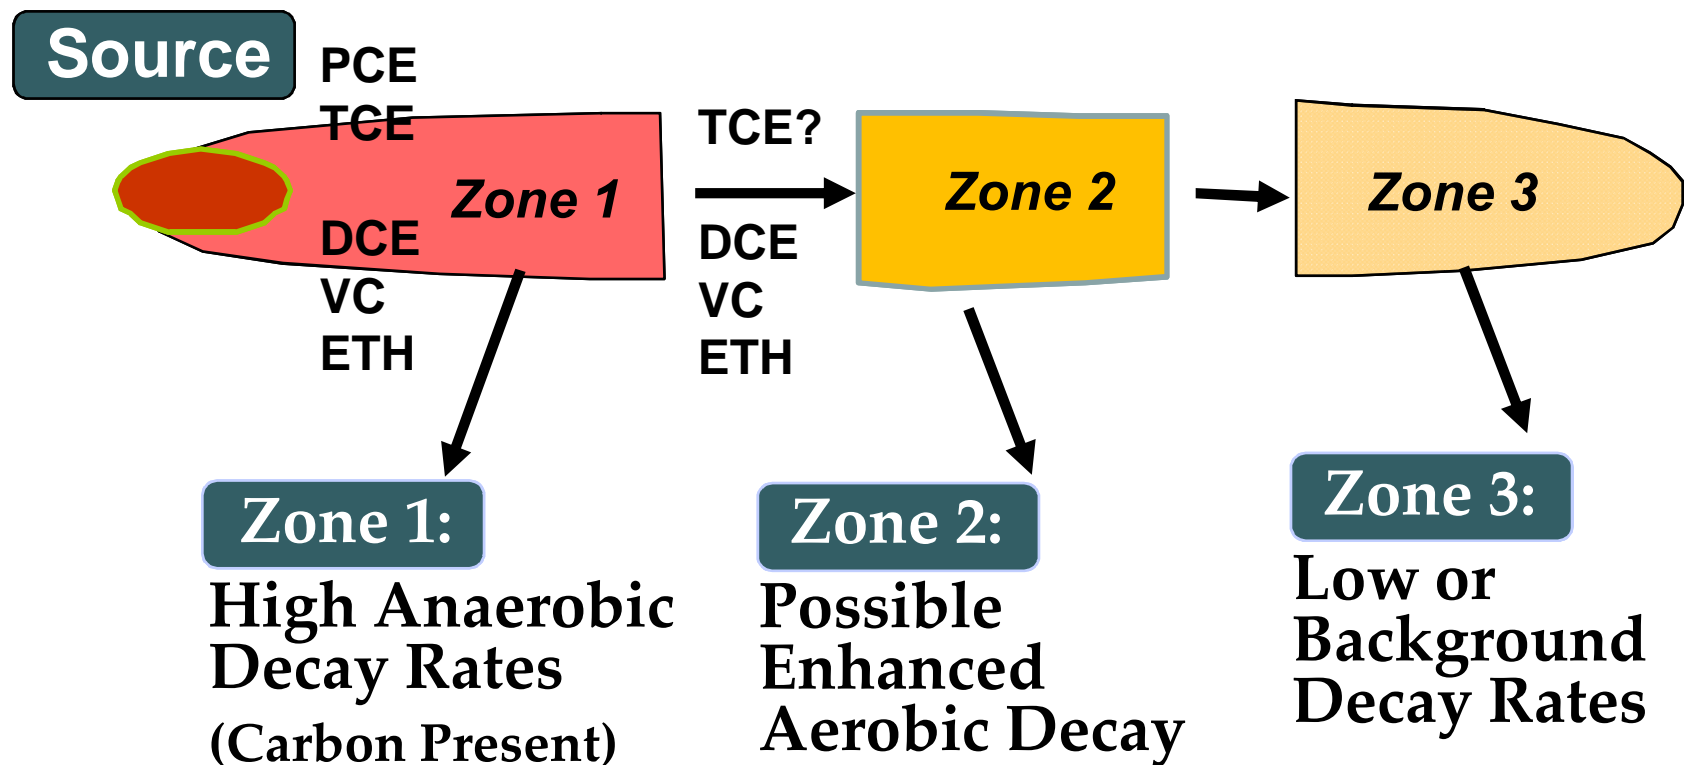 Source
PCE
TCE
Zone 1
DCE
VC
ETH
TCE?
DCE
VC
ETH
Zone 2
Zone 3
Zone 1:
High Anaerobic
Decay Rates
(Carbon Present)
Zone 2:
Possible
Enhanced
Aerobic Decay
Zone 3:
Low or
Background
Decay Rates